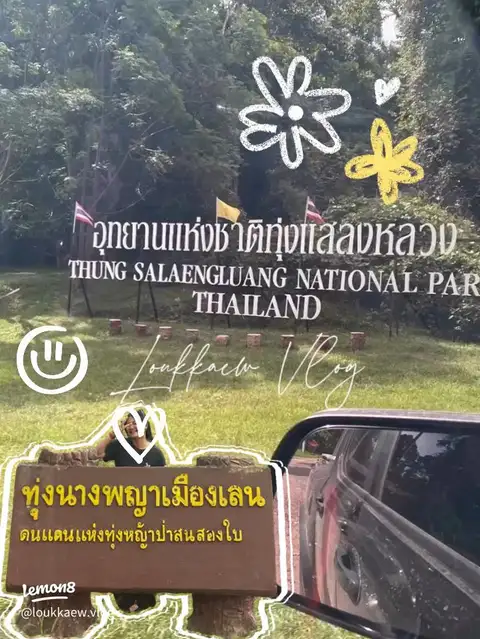 อุทยานแห่งชาติทุ่งแสลงหลวง
THUNG SALAENGLUANG NATIONAL PAR
THAILAND
Loukkaew Vlog
ทุ่งนางพญาเมืองเลน
ดินแดนแห่งทุ่งหญ้าป่าสนสองใบ
lemon8
@loukkaew.vlog